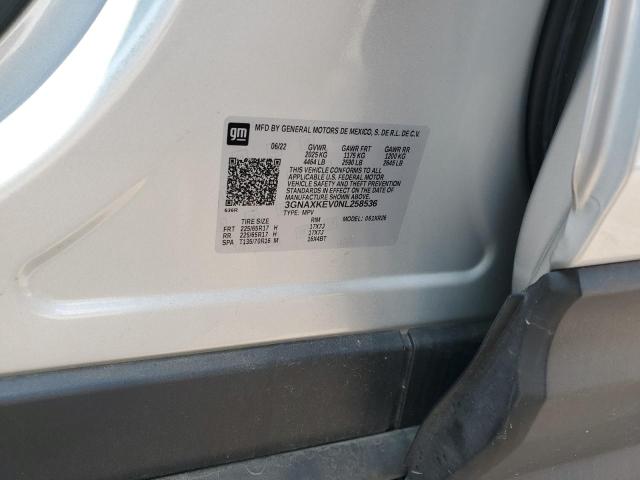 gm MFD BY GENERAL MOTORS DE MEXICO, S. DE R.L. DE C.V.
06/22 GVWR GAWR FRT GAWR RR
2025 KG 1175 KG 1200 KG
4464 LB 2590 LB 2645 LB
THIS VEHICLE CONFORMS TO ALL
APPLICABLE U.S. FEDERAL MOTOR
VEHICLE SAFETY AND THEFT PREVENTION
STANDARDS IN EFFECT ON THE DATE OF
MANUFACTURE SHOWN ABOVE.
3GNAXKEV0NL258536
636R TYPE: MPV MODEL: 061XR26
TIRE SIZE RIM
FRT 225/65R17 H 17X7J
RR 225/65R17 H 17X7J
SPA T135/70R16 M 16X4BT